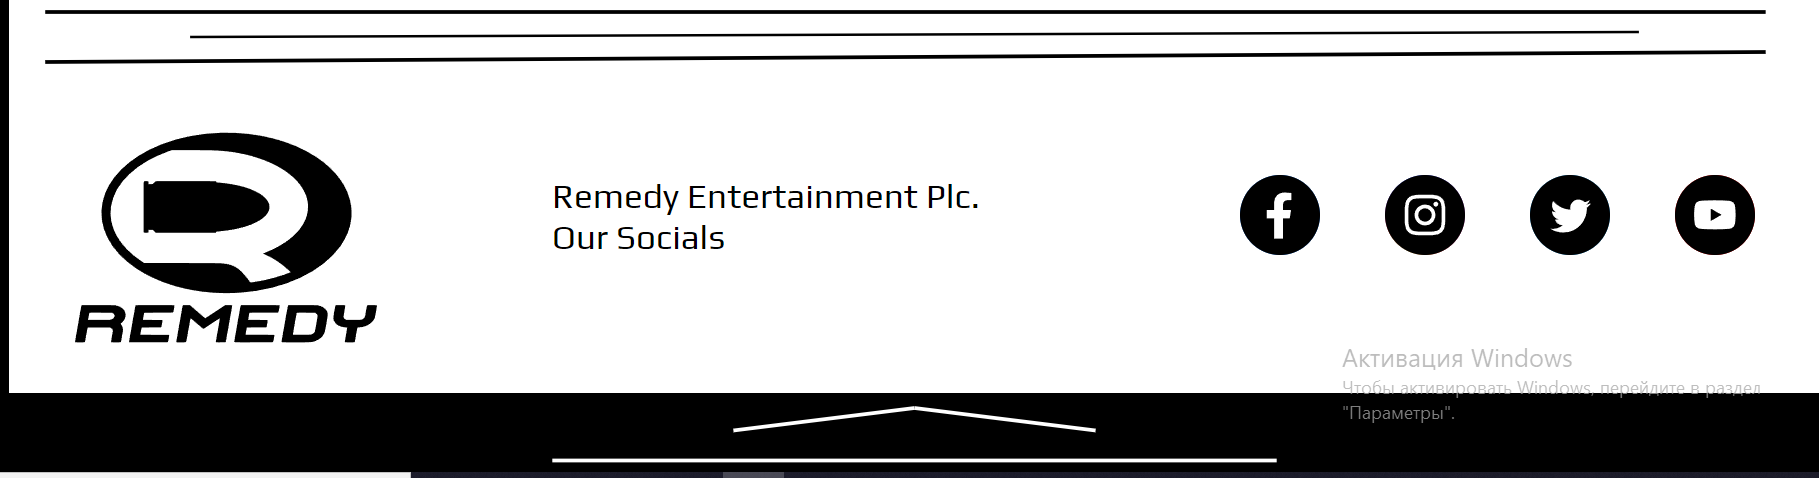 Remedy Entertainment Plc.
Our Socials
REMEDY
Активация Windows
Чтобы активировать Windows, перейдите в раздел
"Параметры".